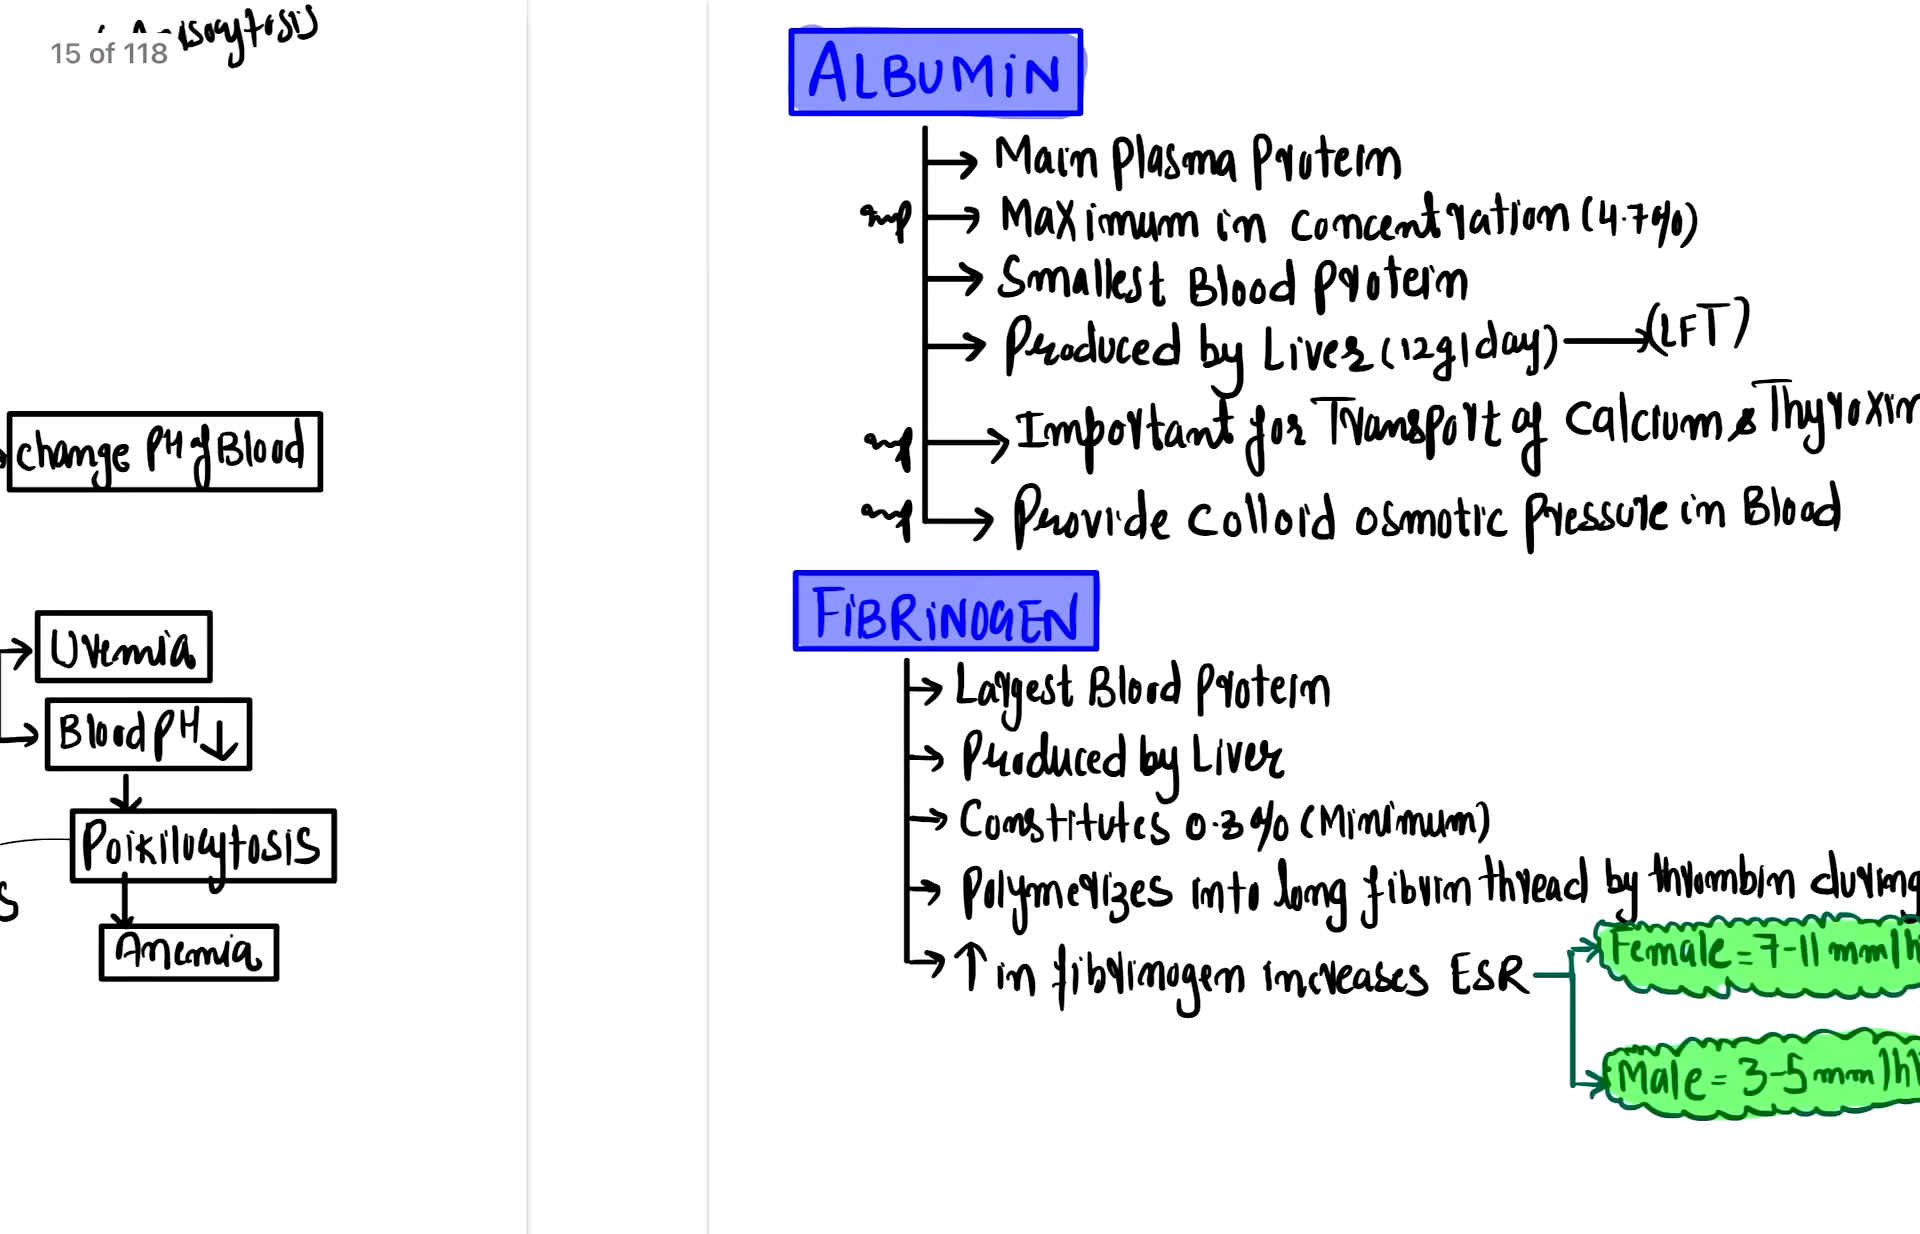 Anisocytosis
15 of 118
change PH of Blood
Uremia
Blood PH ↓
Poikilocytosis
s
Anemia
ALBUMIN
→ Main Plasma Protein
imp → Maximum in concentration (4.7%)
→ Smallest Blood Protein
→ Produced by Liver (12g/day) → (LFT)
imp → Important for Transport of Calcium & Thyroxin
imp → Provide colloid osmotic Pressure in Blood
FIBRINOGEN
→ Largest Blood Protein
→ Produced by Liver
→ Constitutes 0.3% (Minimum)
→ Polymerizes into long fibrin thread by thrombin during
→ ↑ in fibrinogen increases ESR
Female = 7-11 mm/h
Male = 3-5 mm/hr